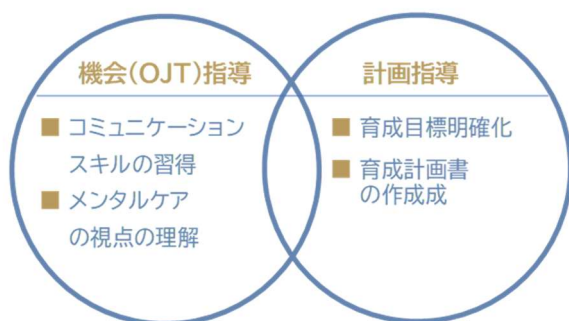 機会(OJT)指導
■ コミュニケーション
スキルの習得
■ メンタルケア
の視点の理解
計画指導
■ 育成目標明確化
■ 育成計画書
の作成成